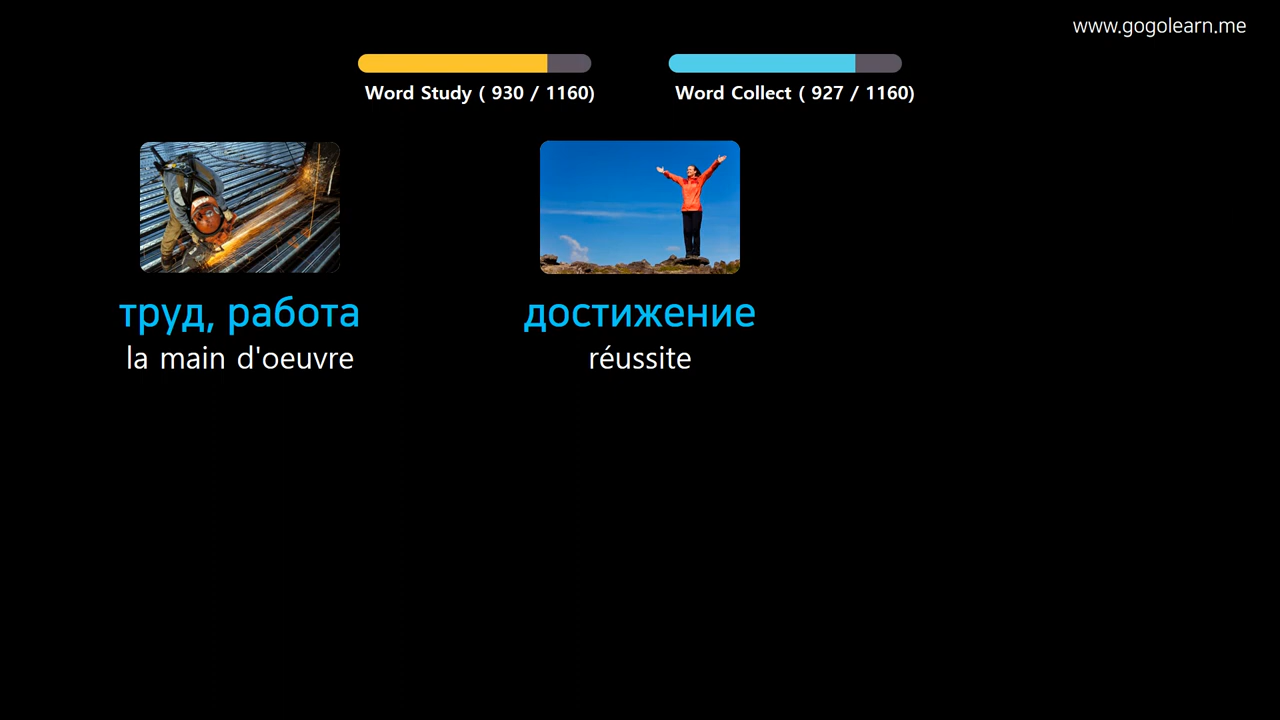 www.gogolearn.me
Word Study ( 930 / 1160)
Word Collect ( 927 / 1160)
труд, работа
la main d'oeuvre
достижение
réussite